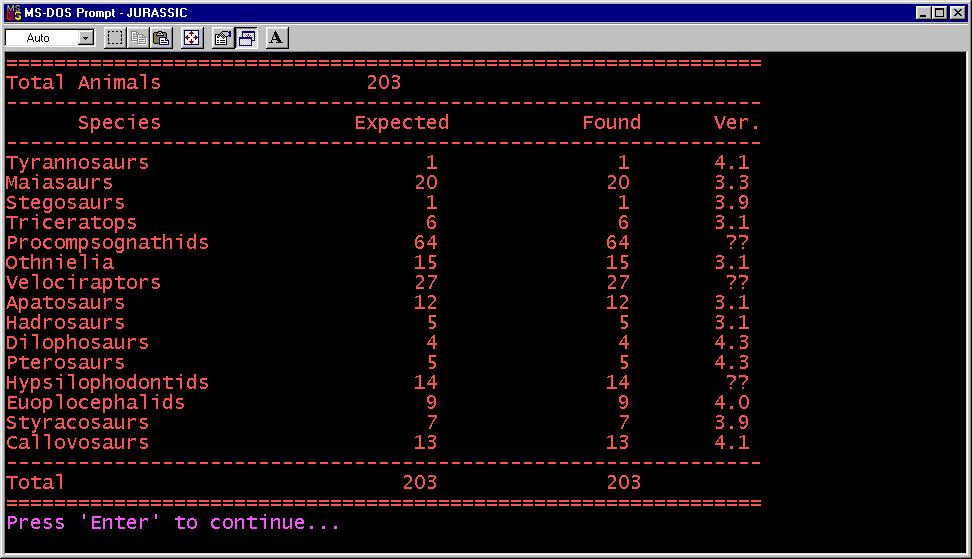 MS-DOS Prompt - JURASSIC
Auto A
===============================================================
Total Animals 203
---------------------------------------------------------------
Species Expected Found Ver.
---------------------------------------------------------------
Tyrannosaurs 1 1 4.1
Maiasaurs 20 20 3.3
Stegosaurs 1 1 3.9
Triceratops 6 6 3.1
Procompsognathids 64 64 ??
Othnielia 15 15 3.1
Velociraptors 27 27 ??
Apatosaurs 12 12 3.1
Hadrosaurs 5 5 3.1
Dilophosaurs 4 4 4.3
Pterosaurs 5 5 4.3
Hypsilophodontids 14 14 ??
Euoplocephalids 9 9 4.0
Styracosaurs 7 7 3.9
Callovosaurs 13 13 4.1
---------------------------------------------------------------
Total 203 203
===============================================================
Press 'Enter' to continue...